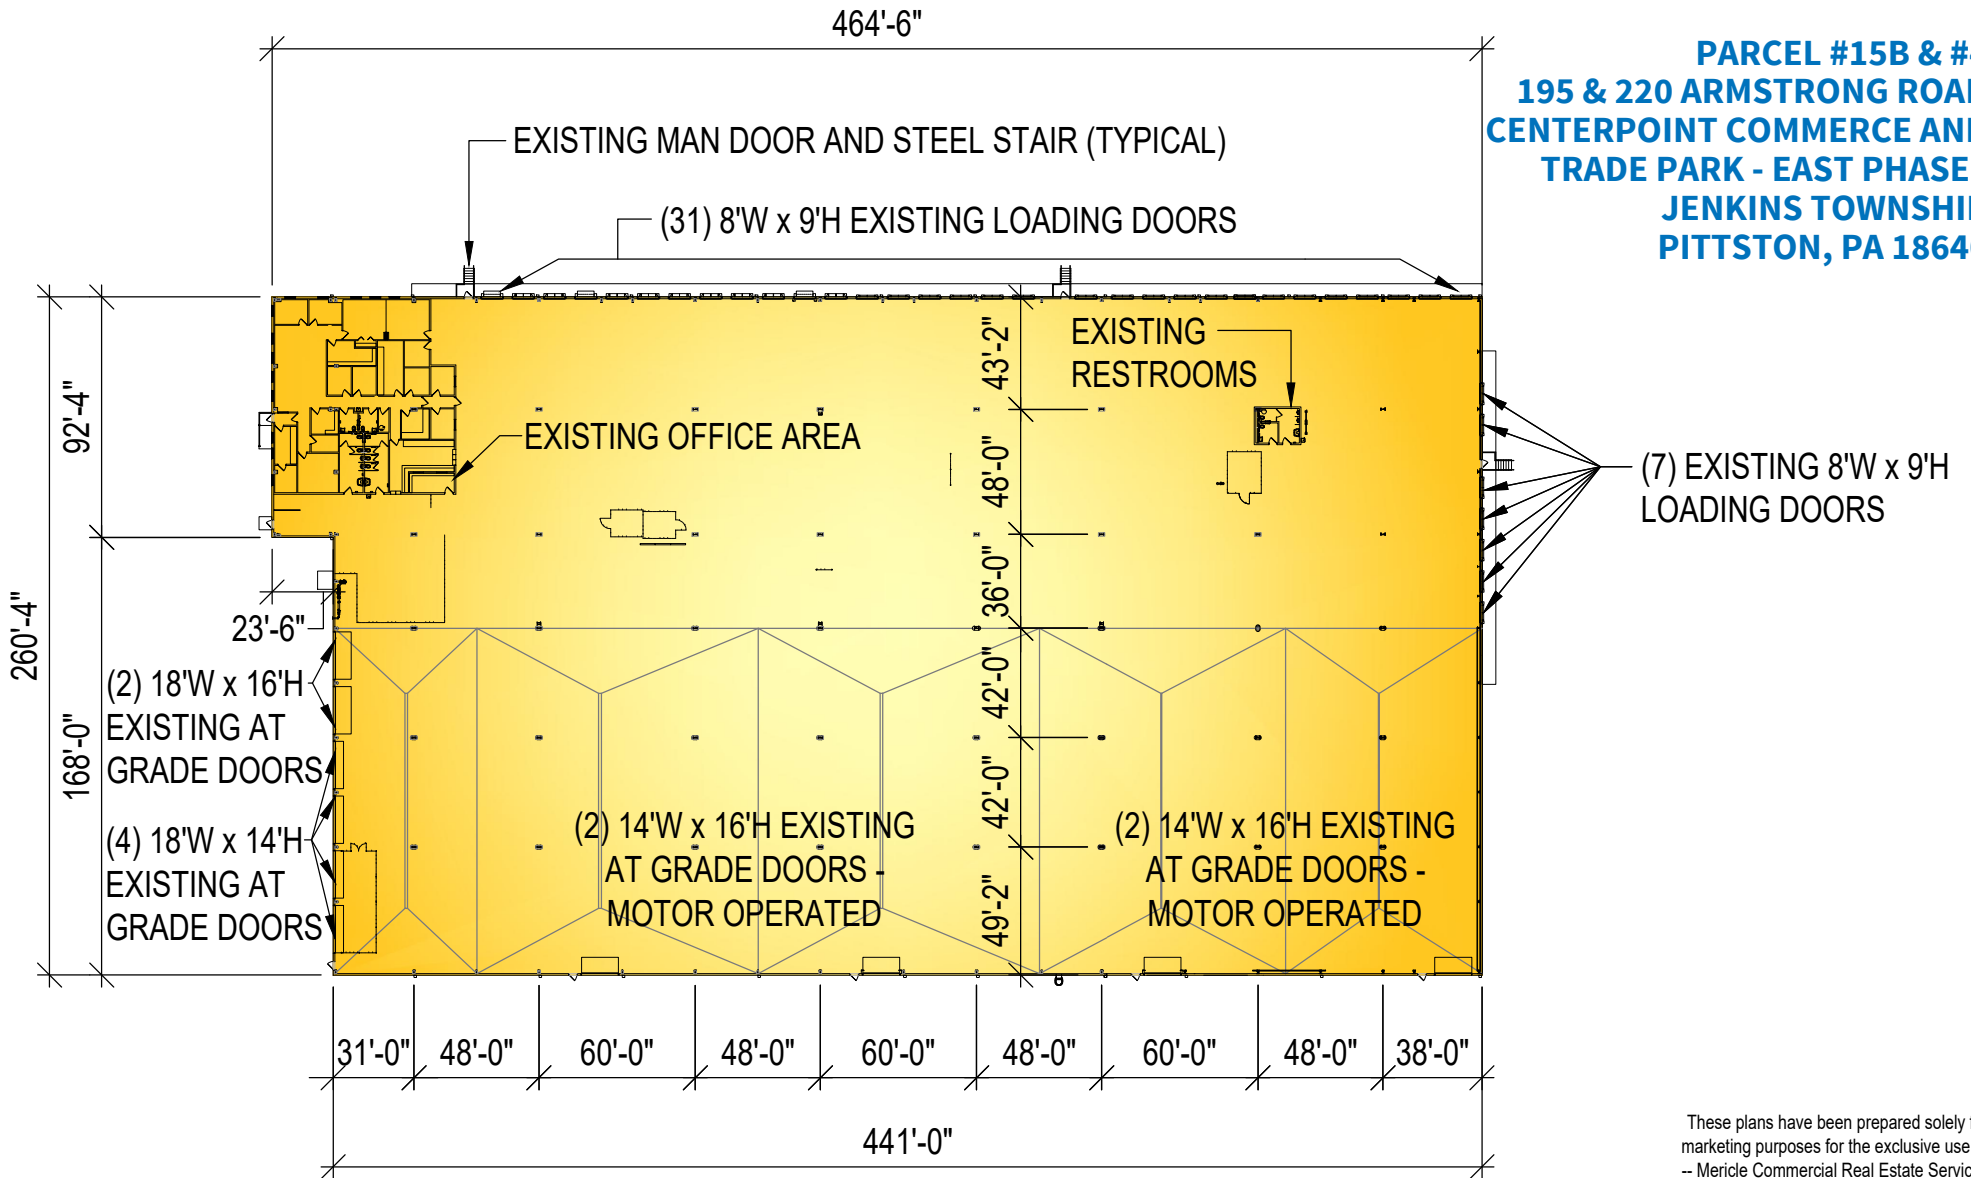 464'-6"
PARCEL #15B & #
195 & 220 ARMSTRONG
CENTERPOINT COMMERCE
TRADE PARK - EAST PHASE
JENKINS
PITTSTON, PA
EXISTING MAN DOOR AND STEEL STAIR (TYPICAL)
(31) 8'W x 9'H EXISTING LOADING DOORS
EXISTING
RESTROOMS
43'-2"
92'-4"
EXISTING OFFICE AREA
48'-0"
(7) EXISTING 8'W x 9'H
LOADING DOORS
36'-0"
23'-6"
260'-4"
(2) 18'W x 16'H
EXISTING AT
GRADE DOORS
42'-0"
168'-0"
42'-0"
(4) 18'W x 14'H
EXISTING AT
GRADE DOORS
(2) 14'W x 16'H EXISTING
AT GRADE DOORS -
MOTOR OPERATED
(2) 14'W x 16'H EXISTING
AT GRADE DOORS -
MOTOR OPERATED
49'-2"
31'-0" 48'-0" 60'-0" 48'-0" 60'-0" 48'-0" 60'-0" 48'-0" 38'-0"
441'-0"
These plans have been prepared solely
marketing purposes for the exclusive use
-- Mericle Commercial Real Estate